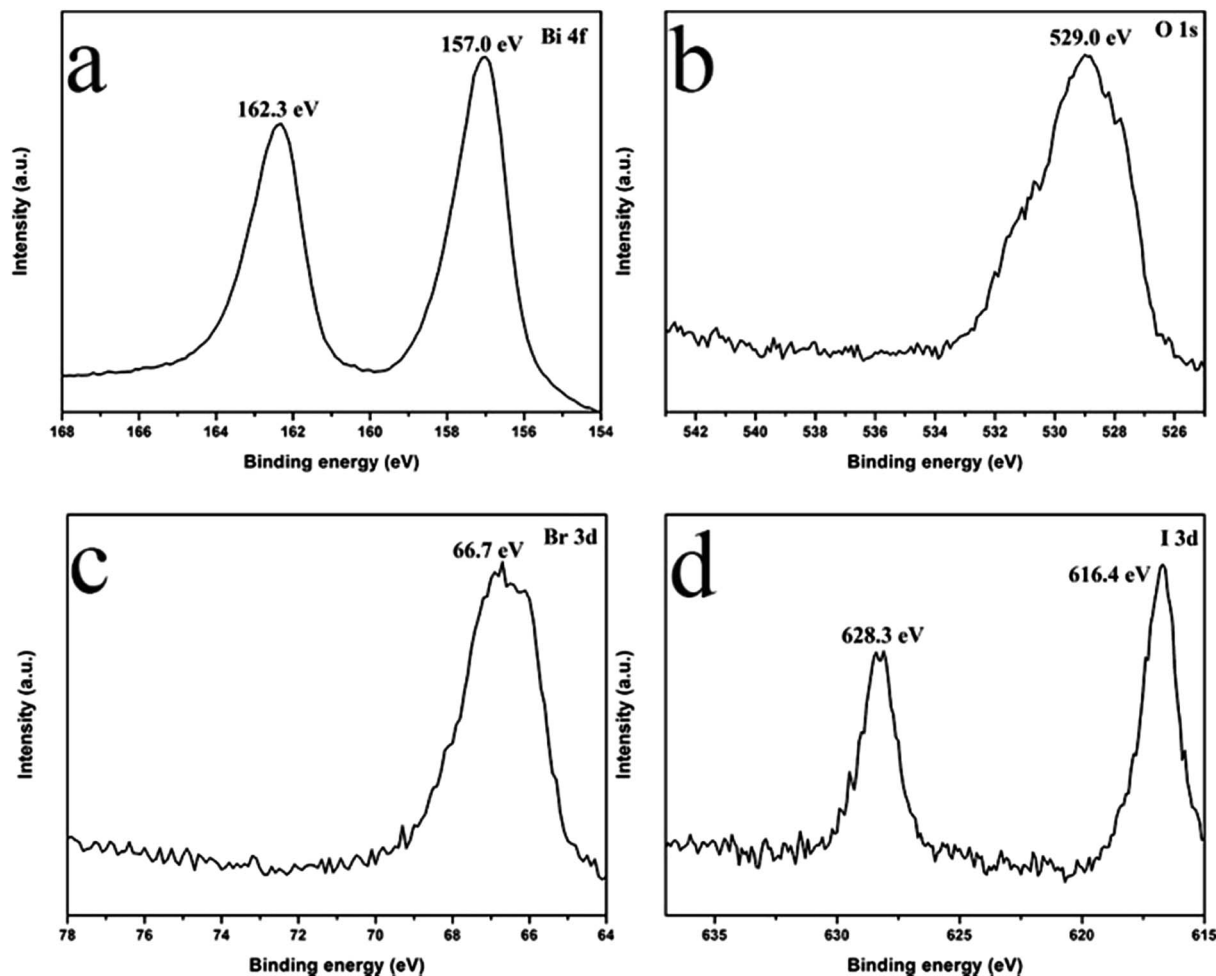 a
Bi 4f
157.0 eV
162.3 eV
Intensity (a.u.)
168 166 164 162 160 158 156 154
Binding energy (eV)
b
O 1s
529.0 eV
Intensity (a.u.)
542 540 538 536 534 532 530 528 526
Binding energy (eV)
c
Br 3d
66.7 eV
Intensity (a.u.)
78 76 74 72 70 68 66 64
Binding energy (eV)
d
I 3d
616.4 eV
628.3 eV
Intensity (a.u.)
635 630 625 620 615
Binding energy (eV)